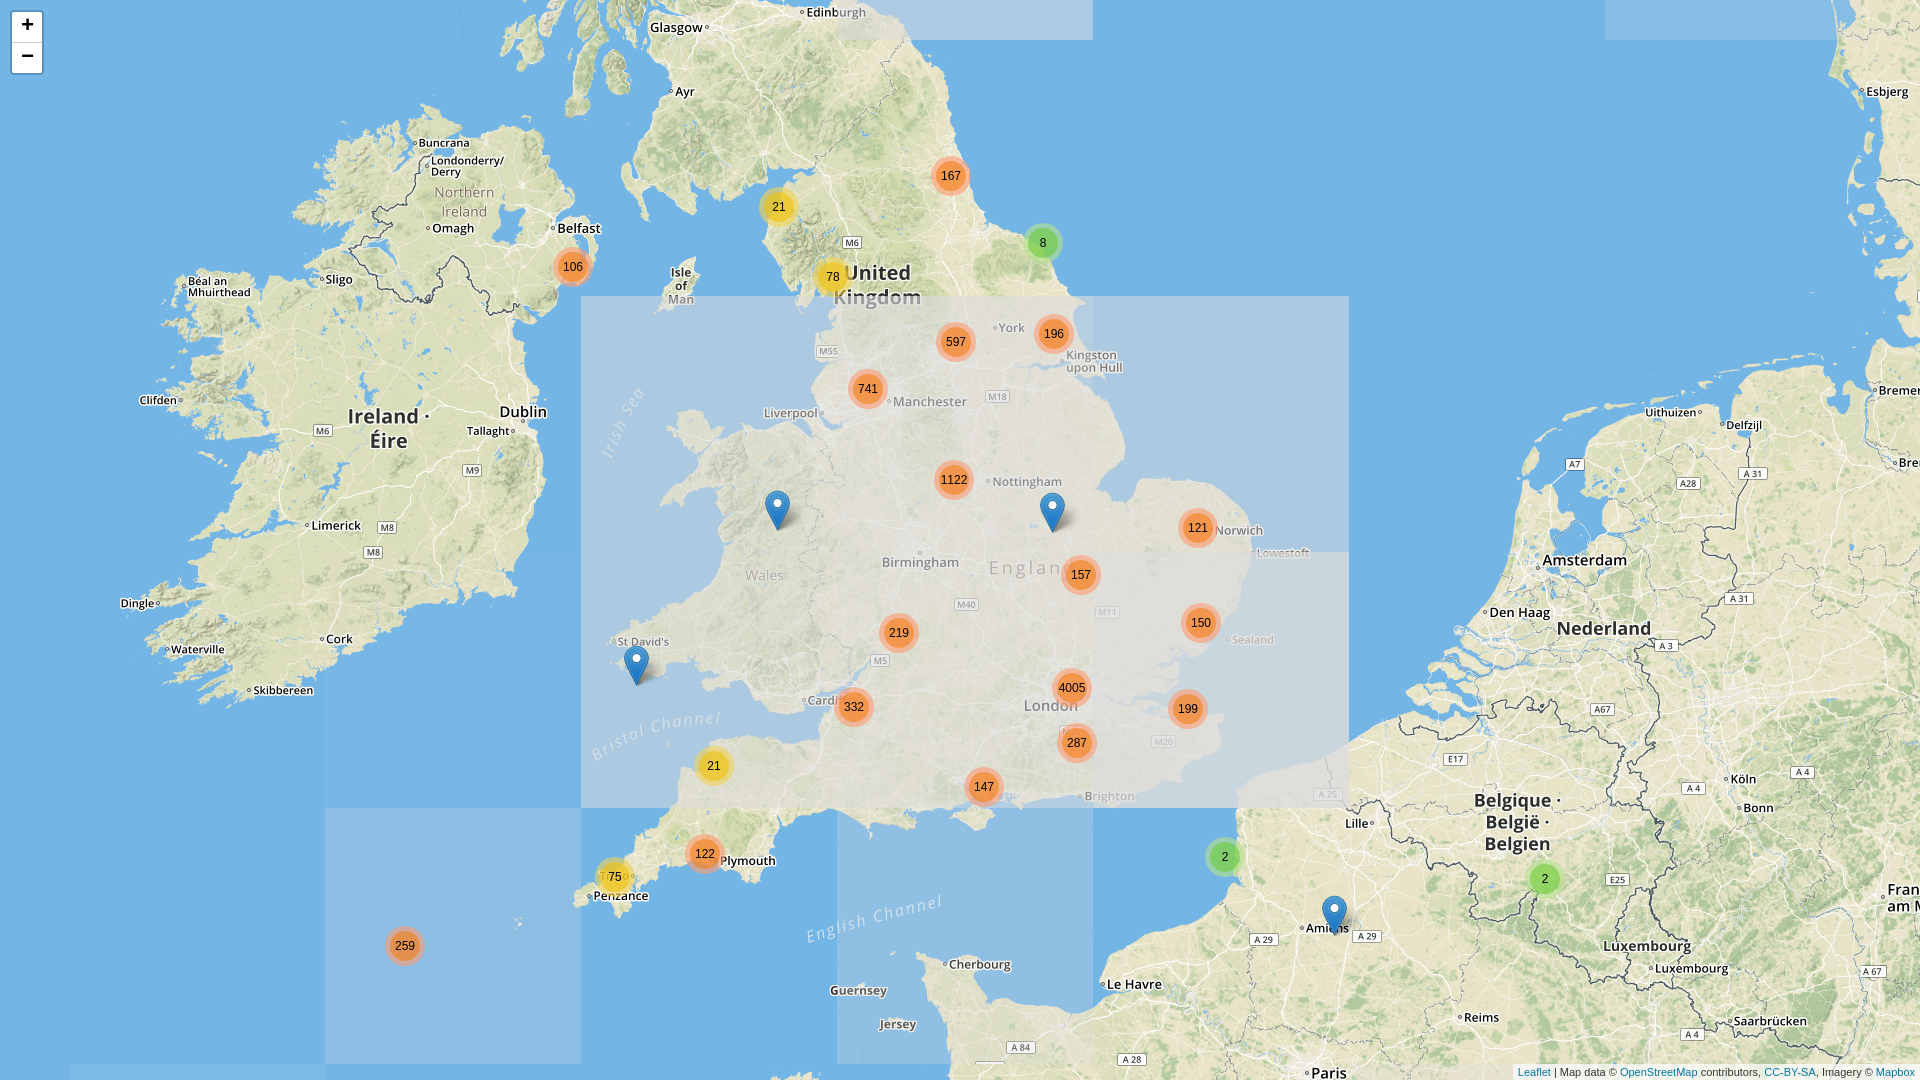 +
−
Edinburgh
Glasgow
Ayr
Esbjerg
Buncrana
Londonderry/
Derry
Northern
Ireland
Omagh
Belfast
167
21
8
M6
106
78
United
Kingdom
Isle
of
Man
Sligo
Béal an
Mhuirthead
York
196
597
M55
Kingston
upon Hull
741
Manchester
M18
Liverpool
Irish Sea
Clifden
Ireland ·
Éire
Dublin
Tallaght
M6
M9
Bremer
Uithuizen
Delfzijl
A7
A 31
A28
Bre
1122
Nottingham
Limerick
M8
M8
121
Norwich
Lowestoft
Birmingham
Wales
Englan
157
Amsterdam
A 31
M40
M11
Dingle
Den Haag
Nederland
150
Sealand
219
St David's
Cork
Waterville
M5
A 3
Skibbereen
4005
London
Cardif
332
199
A67
Bristol Channel
287
M20
E17
21
147
Brighton
A 25
Köln
A 4
A 4
Bonn
Belgique ·
België ·
Belgien
Lille
122
Plymouth
2
75
Penzance
2
E25
Fran
am M
English Channel
259
Amiens
A 29
A 29
Luxembourg
Luxembourg
A 67
Cherbourg
Guernsey
Le Havre
Jersey
Reims
Saarbrücken
A 4
A 84
A 28
Paris
Leaflet | Map data © OpenStreetMap contributors, CC-BY-SA, Imagery © Mapbox